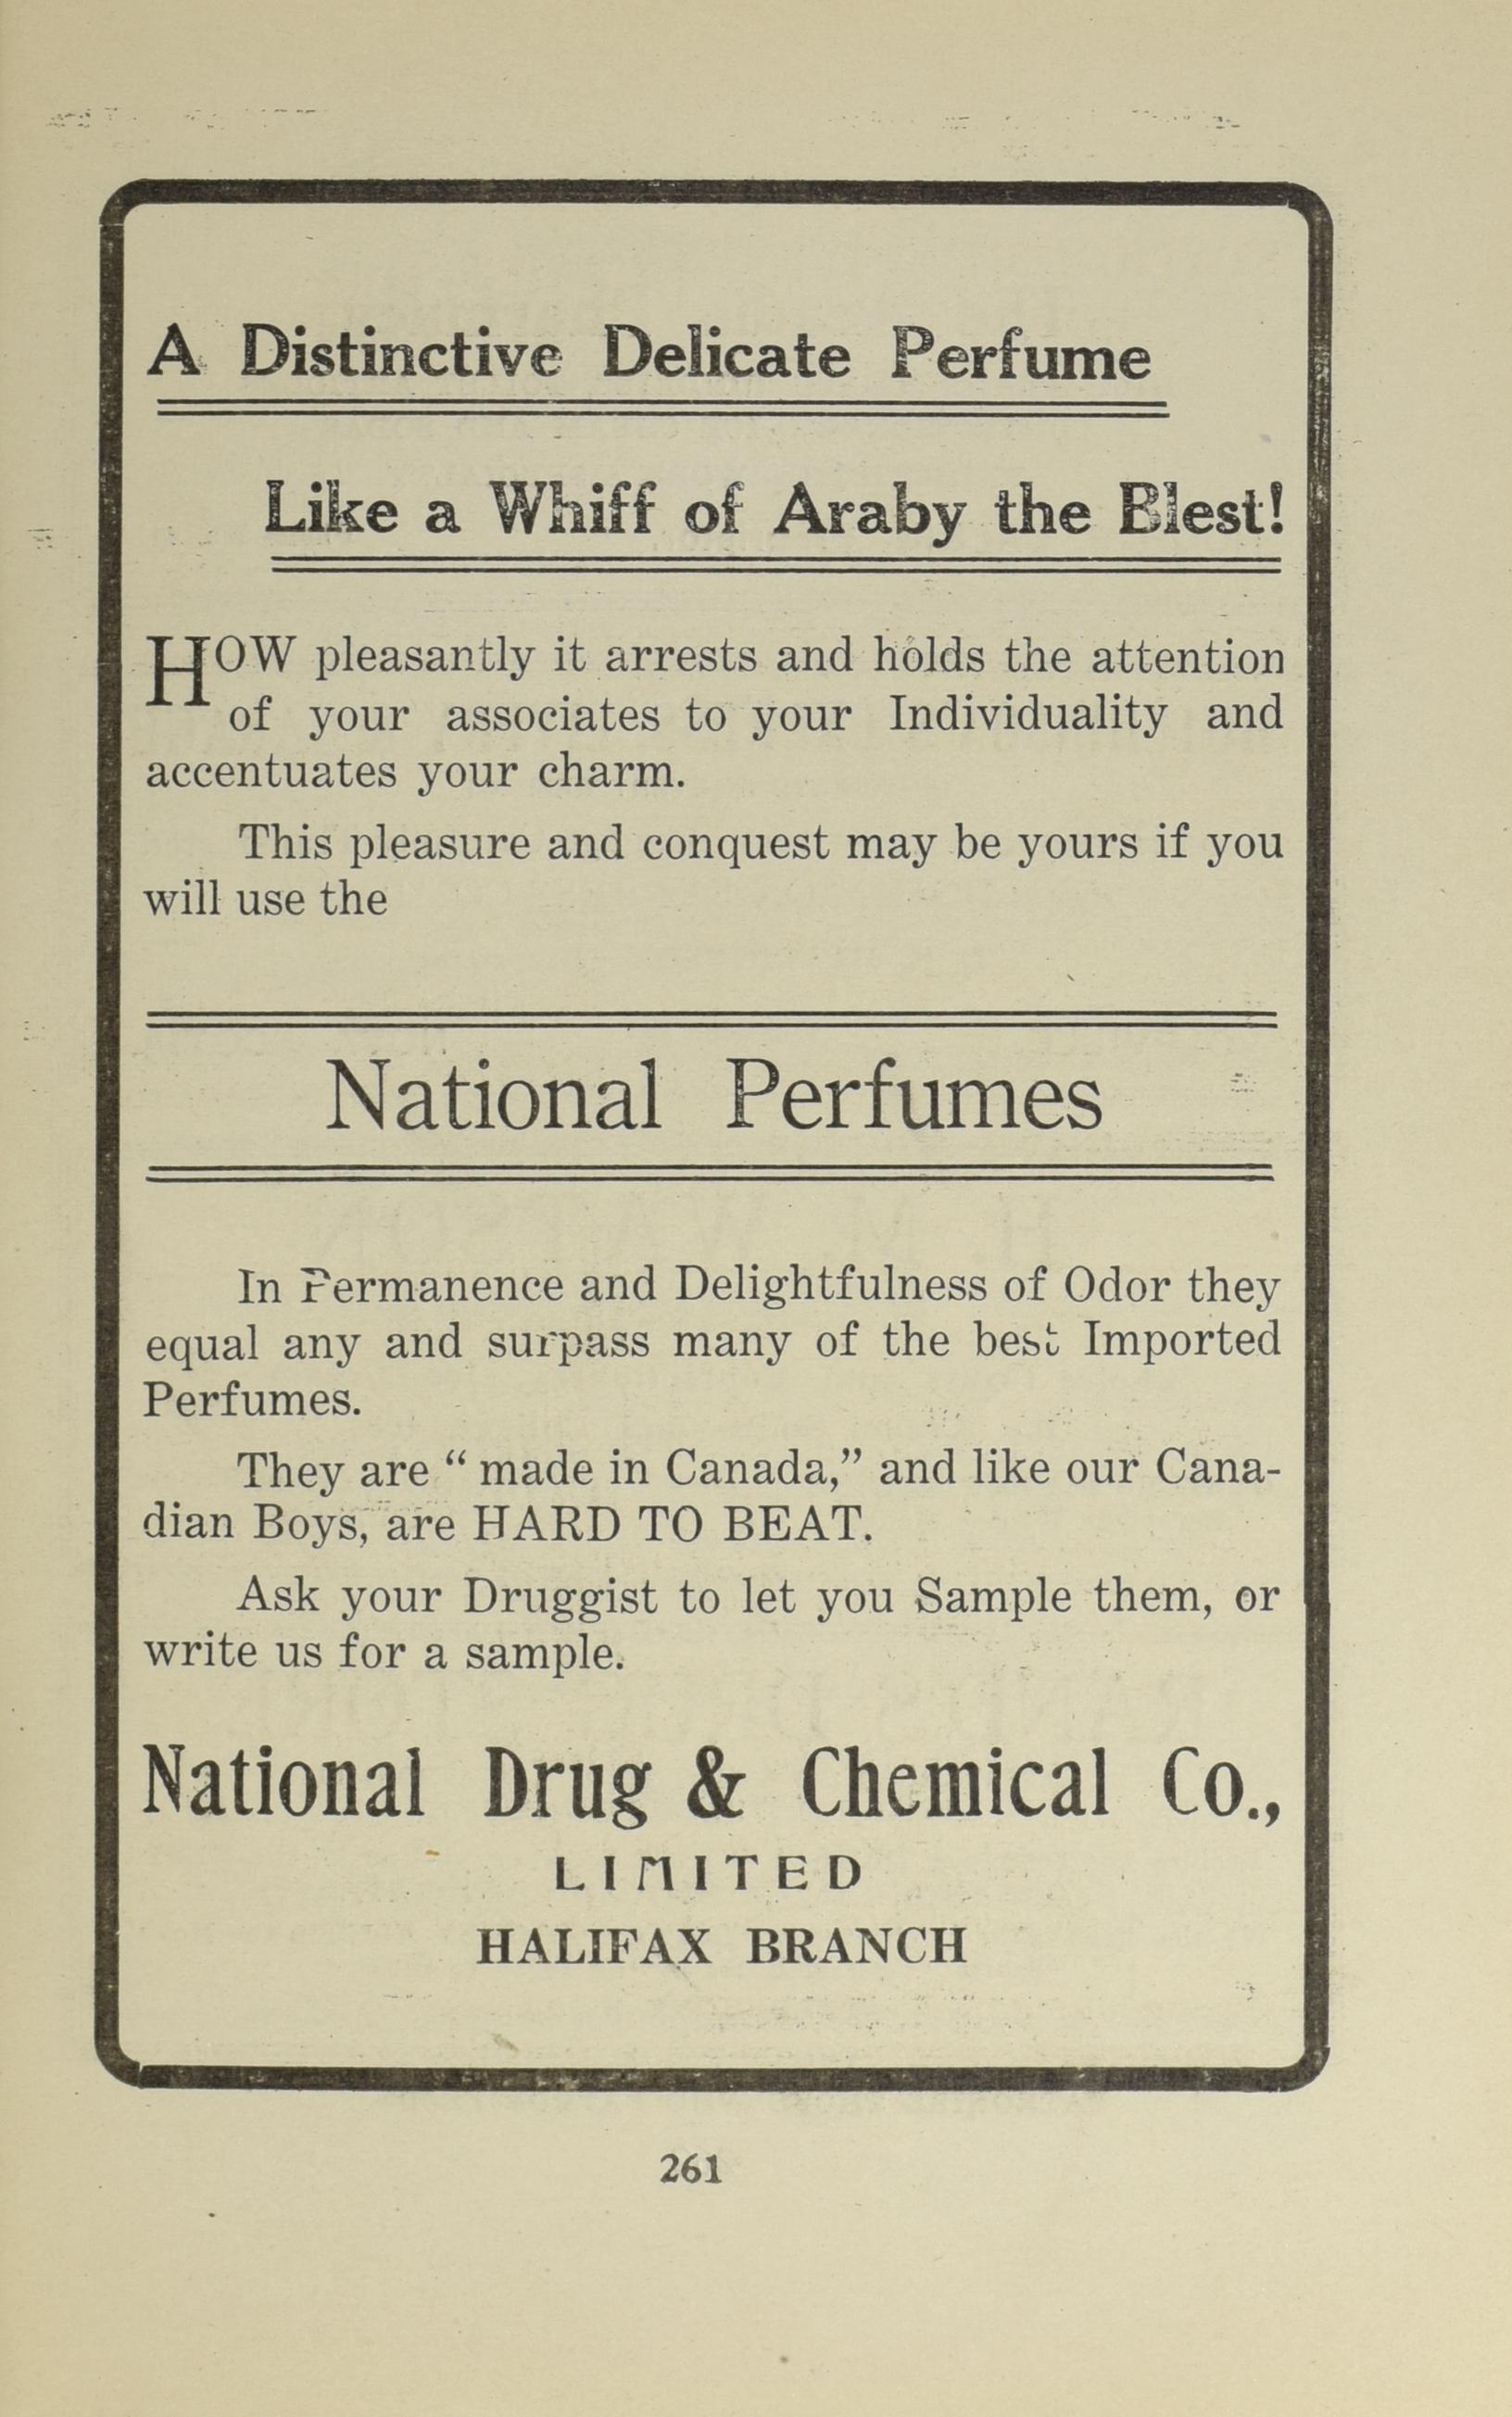 A Distinctive Delicate Perfume
Like a Whiff of Araby the Blest!
HOW pleasantly it arrests and holds the attention
of your associates to your Individuality and
accentuates your charm.
This pleasure and conquest may be yours if you
will use the
National Perfumes
In Permanence and Delightfulness of Odor they
equal any and surpass many of the best Imported
Perfumes.
They are “ made in Canada,” and like our Cana-
dian Boys, are HARD TO BEAT.
Ask your Druggist to let you Sample them, or
write us for a sample.
National Drug & Chemical Co.,
LIMITED
HALIFAX BRANCH
261